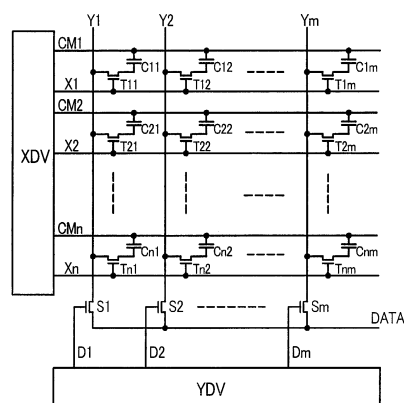 Y1 Y2 Ym
CM1
C11 C12 C1m
X1 T11 T12 T1m
CM2
C21 C22 C2m
X2 T21 T22 T2m
XDV
CMn
Cn1 Cn2 Cnm
Xn Tn1 Tn2 Tnm
S1 S2 Sm
DATA
D1 D2 Dm
YDV